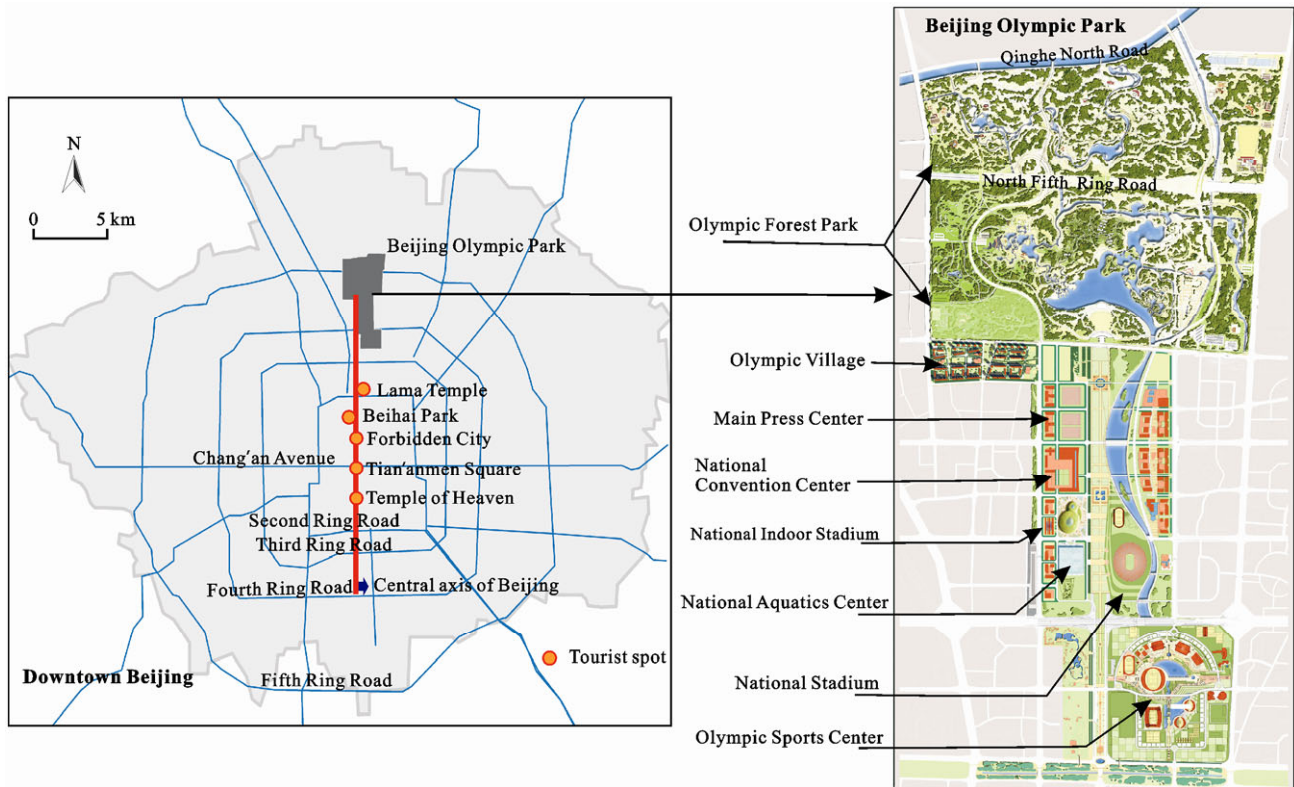 N
0 5 km
Beijing Olympic Park
Lama Temple
Beihai Park
Forbidden City
Chang'an Avenue
Tian'anmen Square
Temple of Heaven
Second Ring Road
Third Ring Road
Fourth Ring Road
Central axis of Beijing
Tourist spot
Downtown Beijing
Fifth Ring Road
Beijing Olympic Park
Qinghe North Road
North Fifth Ring Road
Olympic Forest Park
Olympic Village
Main Press Center
National
Convention Center
National Indoor Stadium
National Aquatics Center
National Stadium
Olympic Sports Center